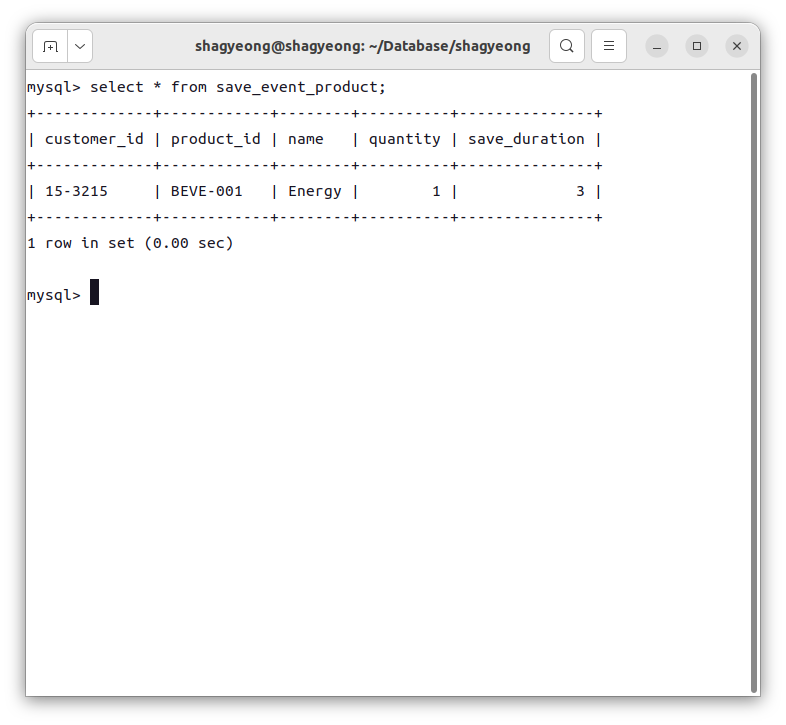 shagyeong@shagyeong: ~/Database/shagyeong
mysql> select * from save_event_product;
+-------------+------------+--------+----------+---------------+
| customer_id | product_id | name   | quantity | save_duration |
+-------------+------------+--------+----------+---------------+
| 15-3215     | BEVE-001   | Energy |        1 |             3 |
+-------------+------------+--------+----------+---------------+
1 row in set (0.00 sec)
mysql>